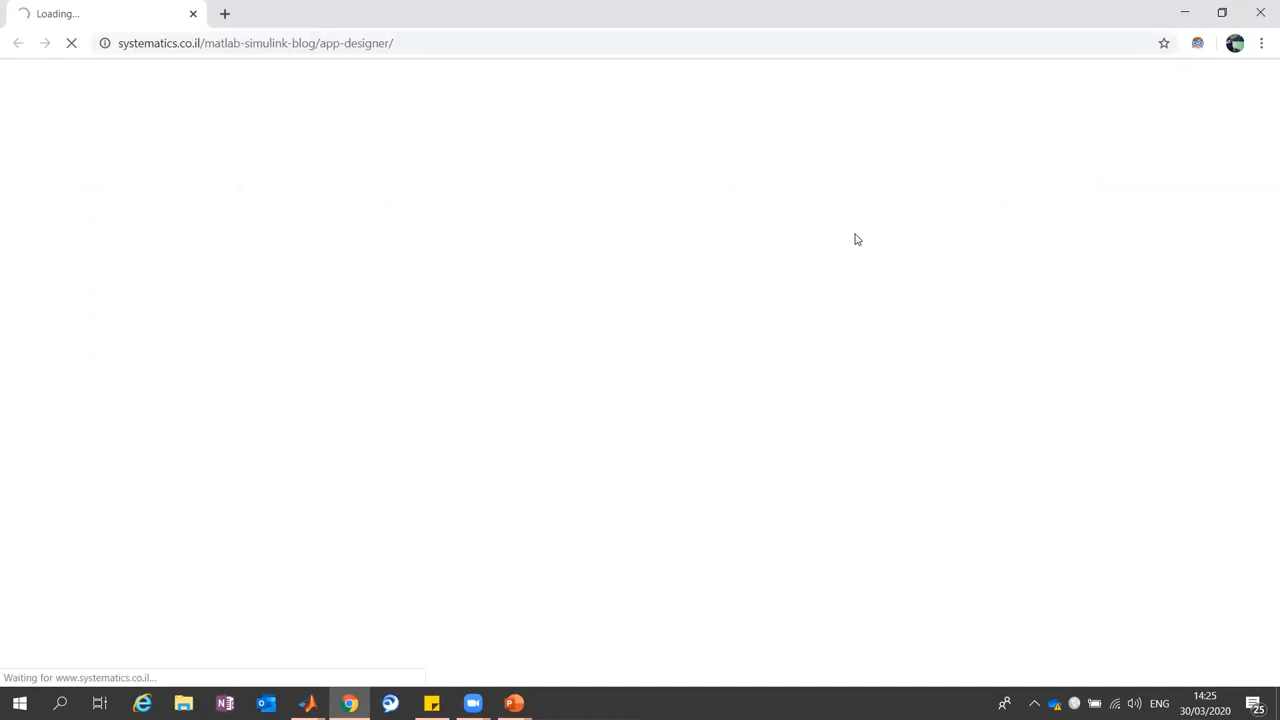 Loading...
systematics.co.il/matlab-simulink-blog/app-designer/
Waiting for www.systematics.co.il...
ENG
14:25
30/03/2020
25